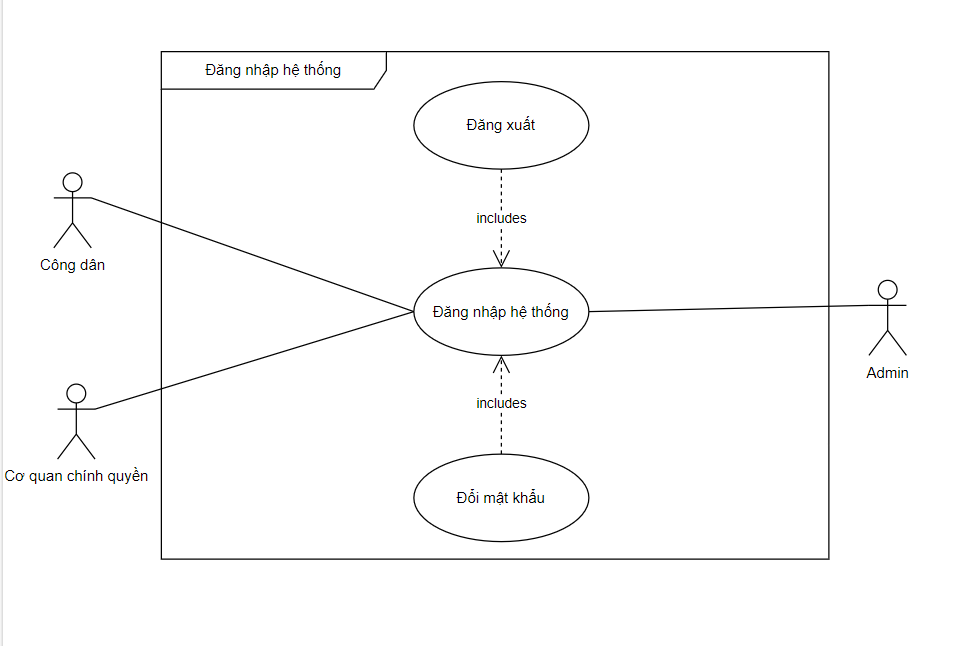 Đăng nhập hệ thống
Đăng xuất
includes
Công dân
Đăng nhập hệ thống
Admin
includes
Cơ quan chính quyền
Đổi mật khẩu